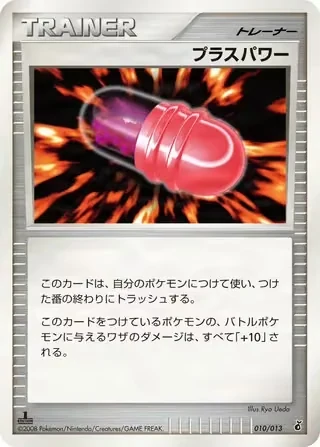 TRAINER
トレーナー
プラスパワー
このカードは、自分のポケモンにつけて使い、つけ
た番の終わりにトラッシュする。
このカードをつけているポケモンの、バトルポケモ
ンに与えるワザのダメージは、すべて「+10」さ
れる。
Illus.Ryo Ueda
1
©2008 Pokémon/Nintendo/Creatures/GAME FREAK.
010/013